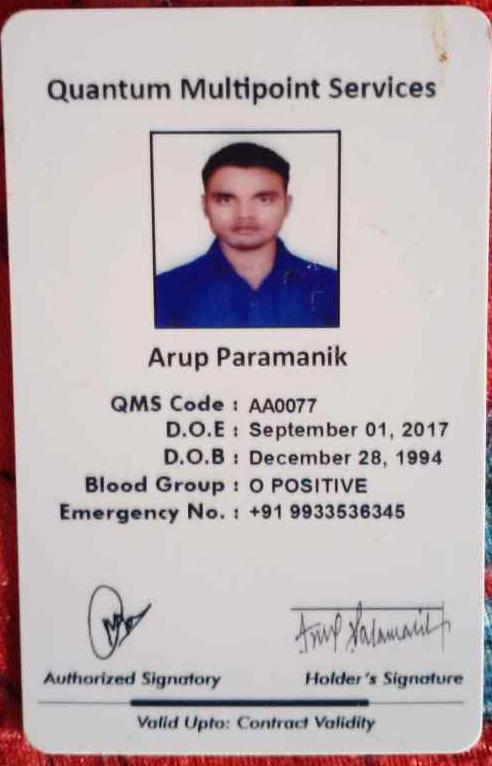 Quantum Multipoint Services
Arup Paramanik
QMS Code : AA0077
D.O.E : September 01, 2017
D.O.B : December 28, 1994
Blood Group : O POSITIVE
Emergency No. : +91 9933536345
Authorized Signatory Holder's Signature
Valid Upto: Contract Validity